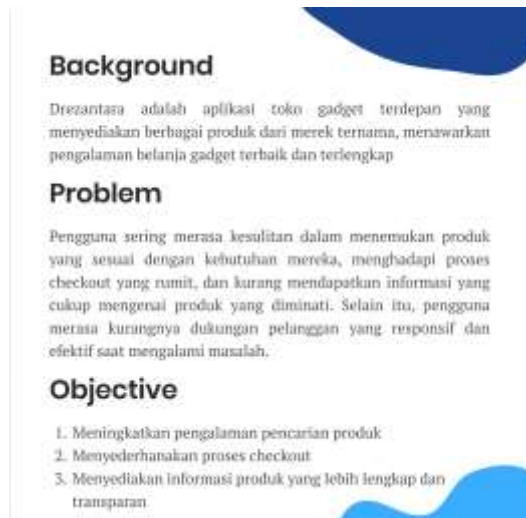 Background
Drezantara adalah aplikasi toko gadget terdepan yang
menyediakan berbagai produk dari merek ternama, menawarkan
pengalaman belanja gadget terbaik dan terlengkap
Problem
Pengguna sering merasa kesulitan dalam menemukan produk
yang sesuai dengan kebutuhan mereka, menghadapi proses
checkout yang rumit, dan kurang mendapatkan informasi yang
cukup mengenai produk yang diminati. Selain itu, pengguna
merasa kurangnya dukungan pelanggan yang responsif dan
efektif saat mengalami masalah.
Objective
1. Meningkatkan pengalaman pencarian produk
2. Menyederhanakan proses checkout
3. Menyediakan informasi produk yang lebih lengkap dan
transparan